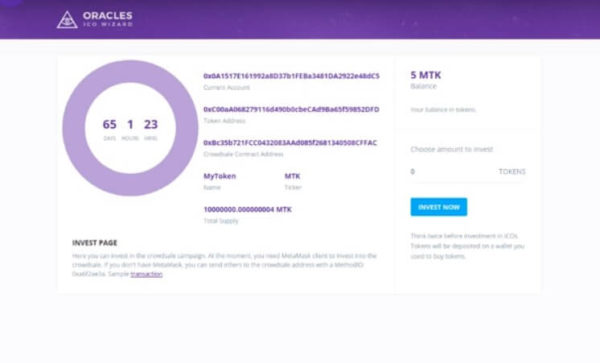 ORACLES
ICO WIZARD
65 1 23
DAYS HOURS MINS
0x0A1517E161992a8D37b1FEBa3481DA2922e48dC5
Current Account
0xC00aA068279116d490b0cbeCAd9Ba65f59852DFD
Token Address
0xBc35b721FCC0432083AAd085f2681340508CFFAC
Crowdsale Contract Address
MyToken MTK
Name Ticker
10000000.000000004 MTK
Total Supply
INVEST PAGE
Here you can invest in the crowdsale campaign. At the moment, you need MetaMask client to invest into the
crowdsale. If you don't have MetaMask, you can send ethers to the crowdsale address with a MethodID:
0xa6f2ae3a. Sample transaction.
5 MTK
Balance
Your balance in tokens.
Choose amount to invest
0 TOKENS
INVEST NOW
Think twice before investment in ICOs.
Tokens will be deposited on a wallet you
used to buy tokens.